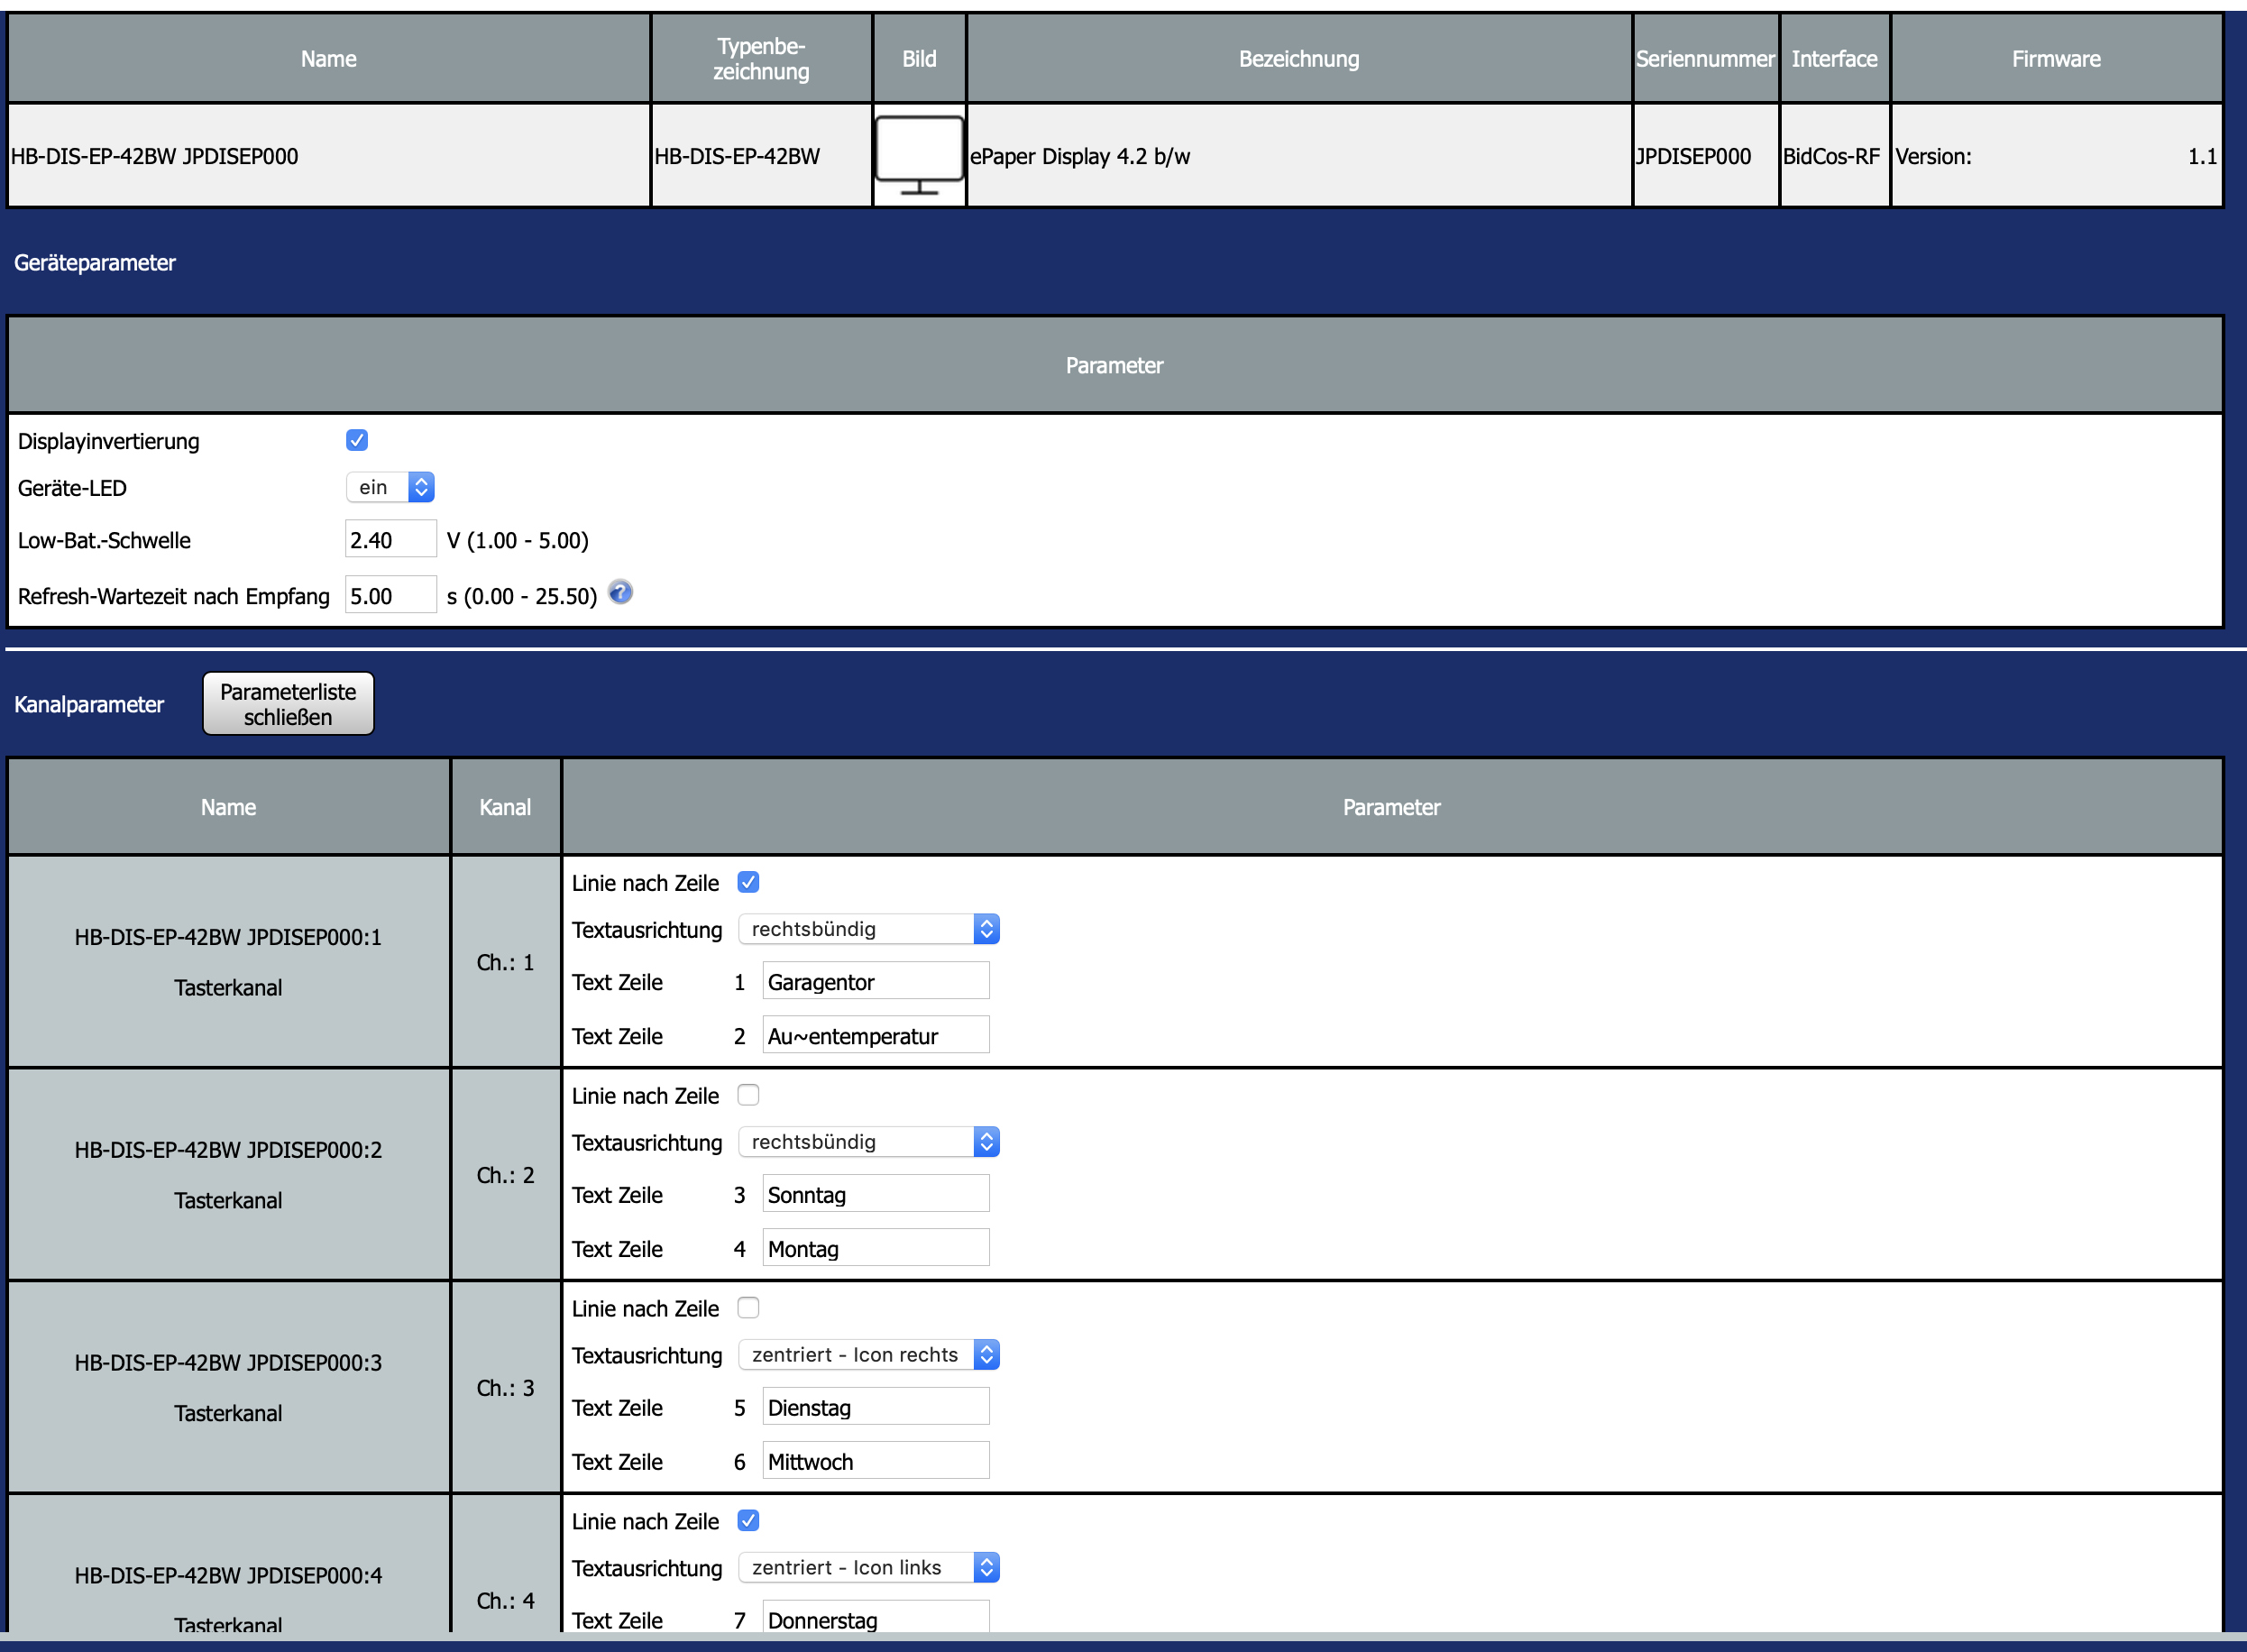 Name
Typenbe-
zeichnung
Bild
Bezeichnung
Seriennummer
Interface
Firmware
HB-DIS-EP-42BW JPDISEP000
HB-DIS-EP-42BW
ePaper Display 4.2 b/w
JPDISEP000
BidCos-RF
Version: 1.1
Geräteparameter
Parameter
Displayinvertierung
Geräte-LED ein
Low-Bat.-Schwelle 2.40 V (1.00 - 5.00)
Refresh-Wartezeit nach Empfang 5.00 s (0.00 - 25.50) ?
Kanalparameter
Parameterliste
schließen
Name
Kanal
Parameter
HB-DIS-EP-42BW JPDISEP000:1
Tasterkanal
Ch.: 1
Linie nach Zeile
Textausrichtung rechtsbündig
Text Zeile 1 Garagentor
Text Zeile 2 Au~entemperatur
HB-DIS-EP-42BW JPDISEP000:2
Tasterkanal
Ch.: 2
Linie nach Zeile
Textausrichtung rechtsbündig
Text Zeile 3 Sonntag
Text Zeile 4 Montag
HB-DIS-EP-42BW JPDISEP000:3
Tasterkanal
Ch.: 3
Linie nach Zeile
Textausrichtung zentriert - Icon rechts
Text Zeile 5 Dienstag
Text Zeile 6 Mittwoch
HB-DIS-EP-42BW JPDISEP000:4
Tasterkanal
Ch.: 4
Linie nach Zeile
Textausrichtung zentriert - Icon links
Text Zeile 7 Donnerstag